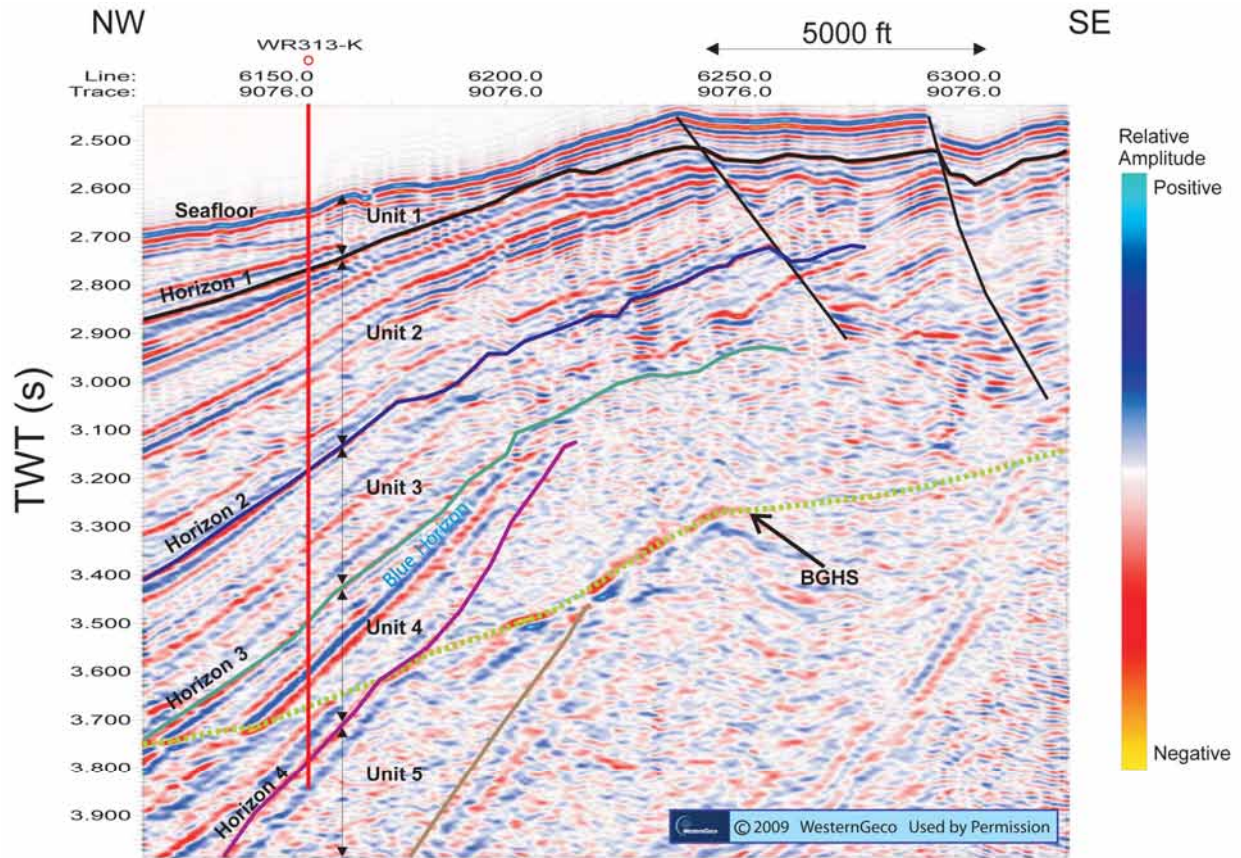 NW
SE
WR313-K
5000 ft
Line: 6150.0 6200.0 6250.0 6300.0
Trace: 9076.0 9076.0 9076.0 9076.0
TWT (s)
2.500
2.600
2.700
2.800
2.900
3.000
3.100
3.200
3.300
3.400
3.500
3.600
3.700
3.800
3.900
Seafloor
Unit 1
Horizon 1
Unit 2
Horizon 2
Unit 3
Blue Horizon
BGHS
Unit 4
Horizon 3
Unit 5
Horizon 4
Relative
Amplitude
Positive
Negative
WesternGeco
© 2009 WesternGeco Used by Permission